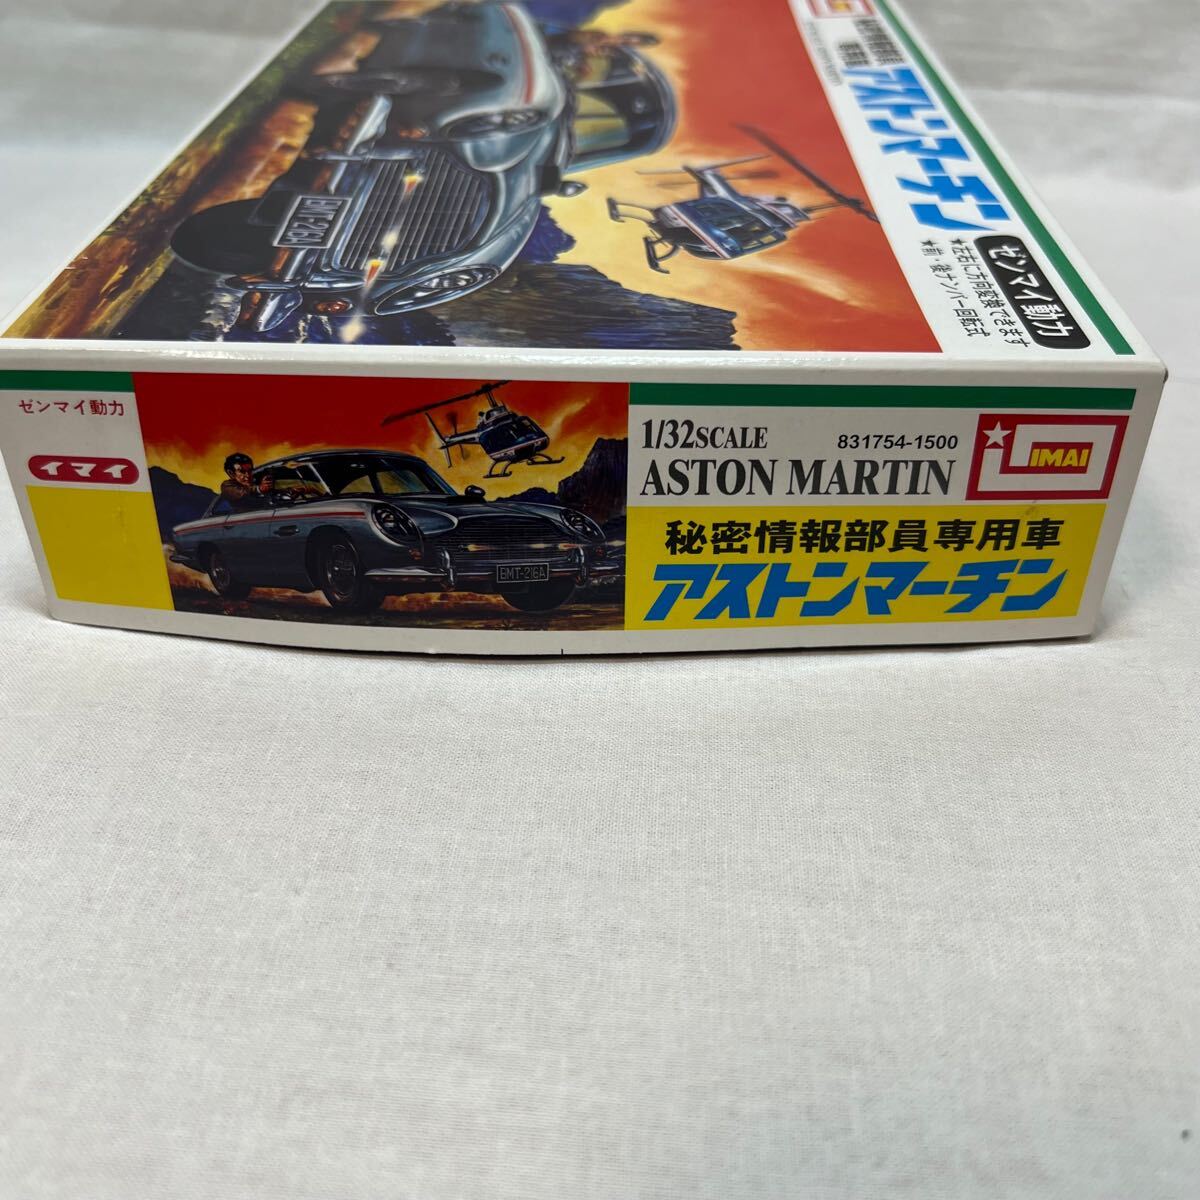 アストンマーチン
ゼンマイ動力
★左右に方向変換できます
★前・後ナンバー回転式
BMT-216A
ゼンマイ動力
イマイ
BMT-216A
1/32SCALE
831754-1500
ASTON MARTIN
IMAI
秘密情報部員専用車
アストンマーチン